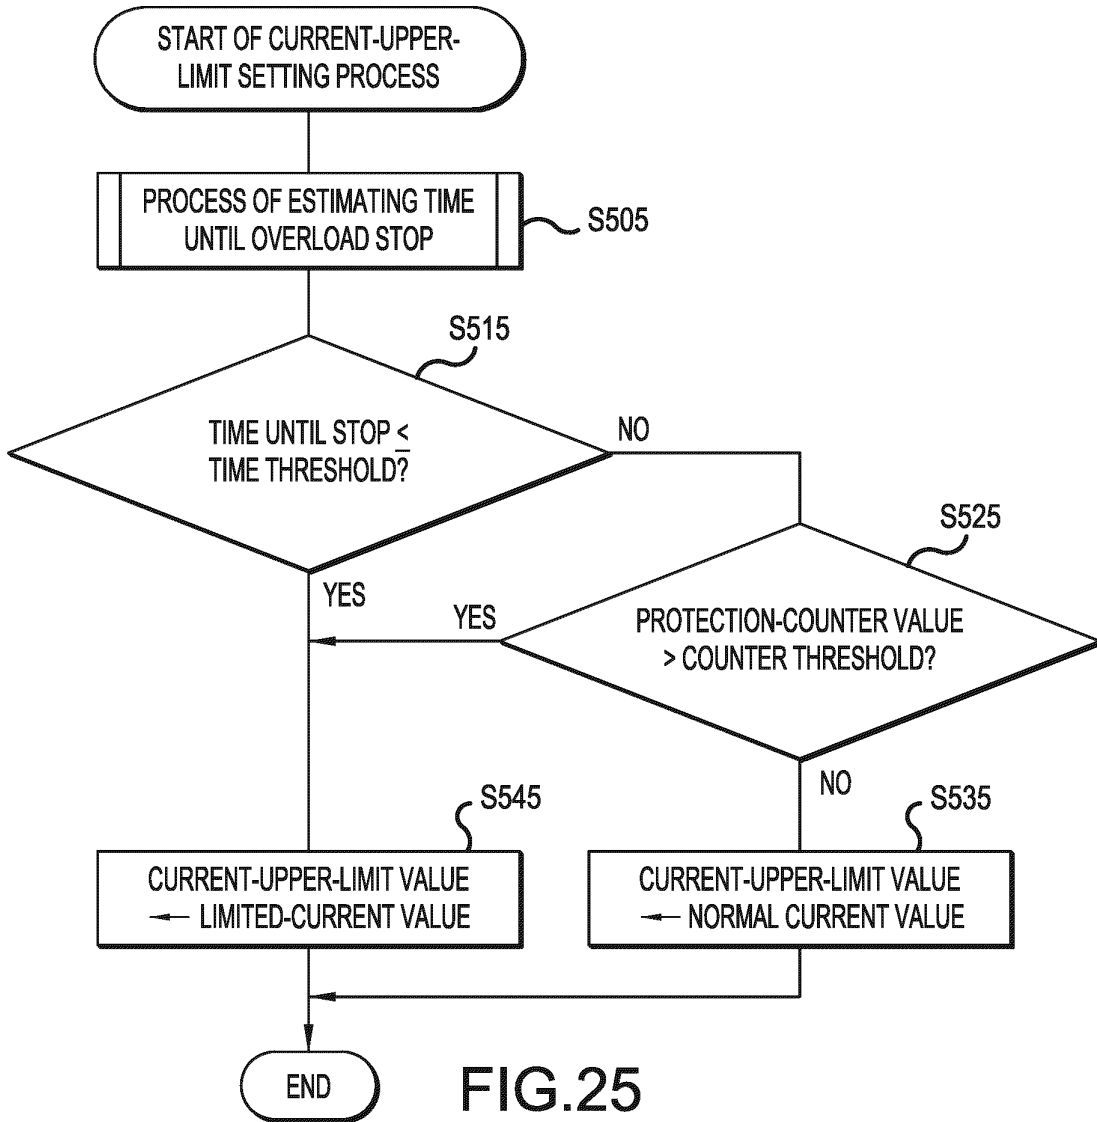 START OF CURRENT-UPPER-
LIMIT SETTING PROCESS
PROCESS OF ESTIMATING TIME
UNTIL OVERLOAD STOP
S505
S515
TIME UNTIL STOP ≤
TIME THRESHOLD?
NO
YES
S525
PROTECTION-COUNTER VALUE
> COUNTER THRESHOLD?
YES
NO
S545
CURRENT-UPPER-LIMIT VALUE
← LIMITED-CURRENT VALUE
S535
CURRENT-UPPER-LIMIT VALUE
← NORMAL CURRENT VALUE
END
FIG.25